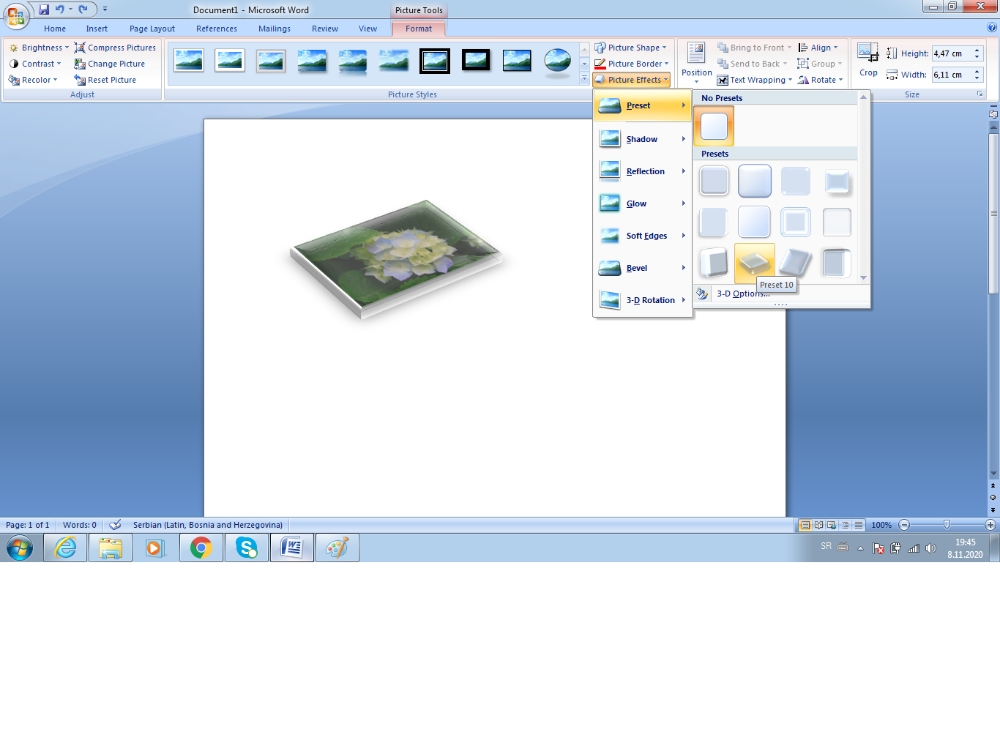 Document1 - Microsoft Word
Picture Tools
Home Insert Page Layout References Mailings Review View Format
Brightness
Compress Pictures
Contrast
Change Picture
Recolor
Reset Picture
Adjust
Picture Styles
Picture Shape
Picture Border
Picture Effects
Position
Bring to Front
Send to Back
Text Wrapping
Align
Group
Rotate
Crop
Height: 4,47 cm
Width: 6,11 cm
Size
Preset
Shadow
Reflection
Glow
Soft Edges
Bevel
3-D Rotation
No Presets
Presets
Preset 10
3-D Options...
Page: 1 of 1 Words: 0 Serbian (Latin, Bosnia and Herzegovina) 100%
SR
19:45
8.11.2020